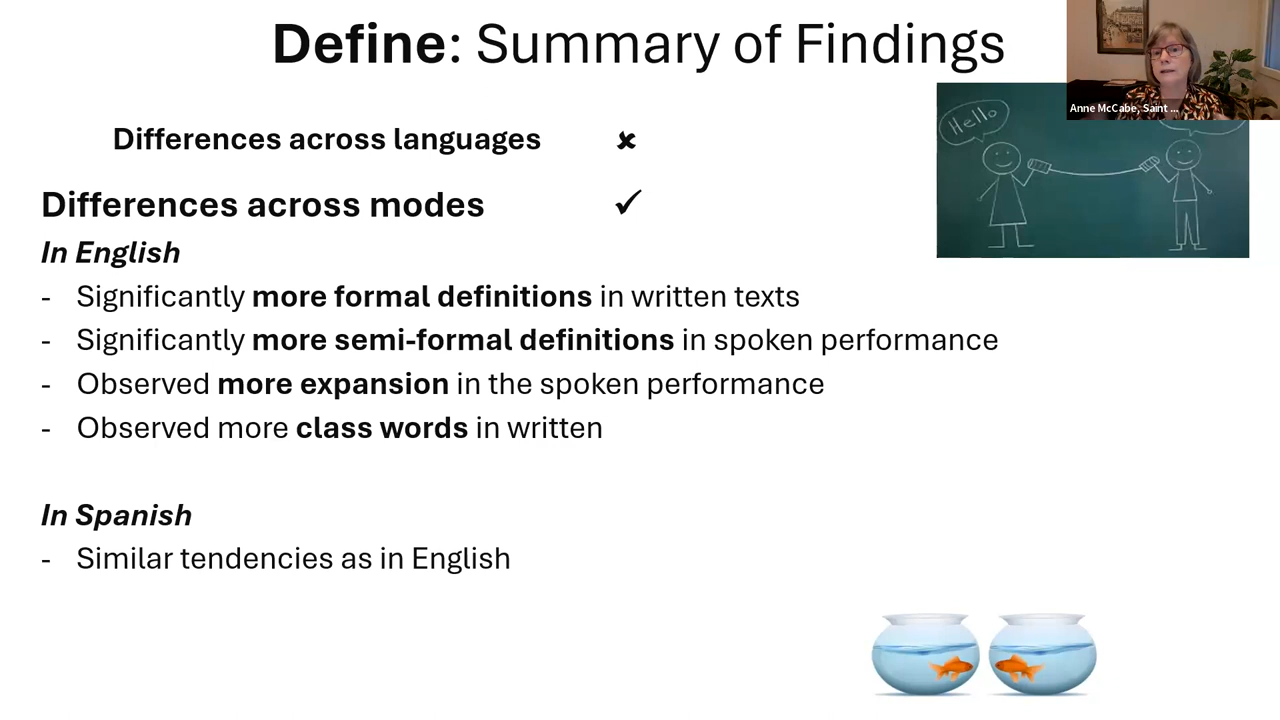 Define: Summary of Findings
Anne McCabe, Saint ...
Hello
Differences across languages ✘
Differences across modes ✓
In English
- Significantly more formal definitions in written texts
- Significantly more semi-formal definitions in spoken performance
- Observed more expansion in the spoken performance
- Observed more class words in written
In Spanish
- Similar tendencies as in English